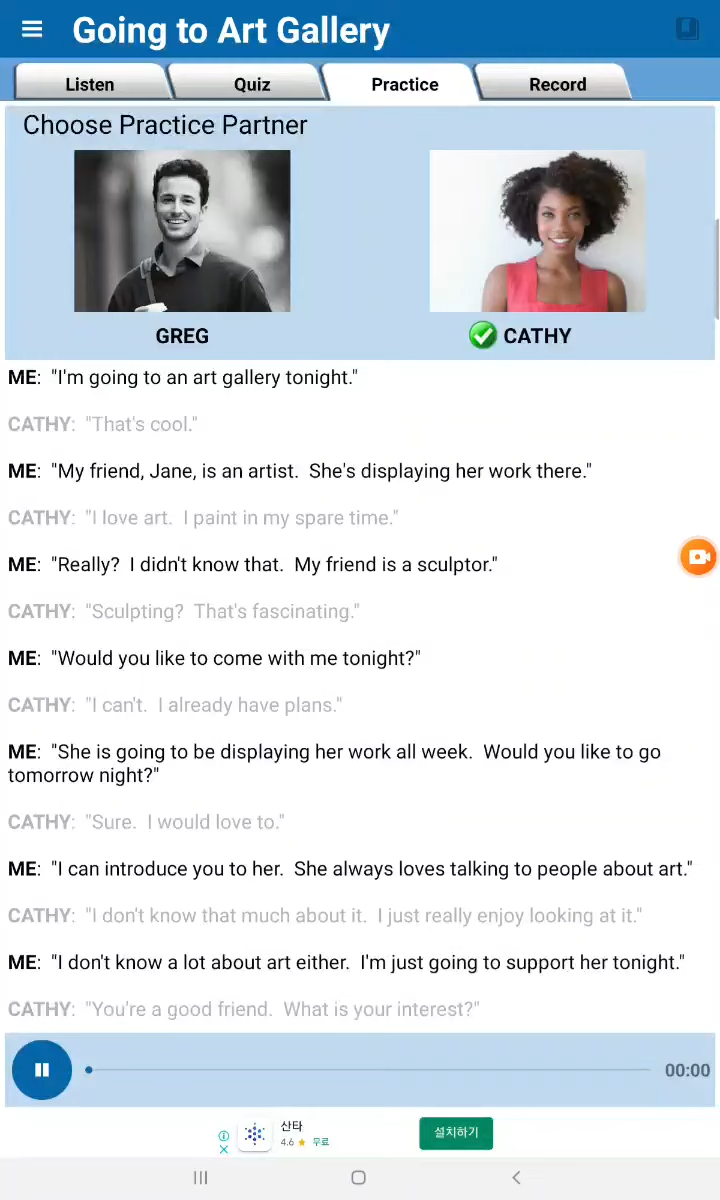 Going to Art Gallery
Listen
Quiz
Practice
Record
Choose Practice Partner
GREG
CATHY
ME: "I'm going to an art gallery tonight."
CATHY: "That's cool."
ME: "My friend, Jane, is an artist. She's displaying her work there."
CATHY: "I love art. I paint in my spare time."
ME: "Really? I didn't know that. My friend is a sculptor."
CATHY: "Sculpting? That's fascinating."
ME: "Would you like to come with me tonight?"
CATHY: "I can't. I already have plans."
ME: "She is going to be displaying her work all week. Would you like to go
tomorrow night?"
CATHY: "Sure. I would love to."
ME: "I can introduce you to her. She always loves talking to people about art."
CATHY: "I don't know that much about it. I just really enjoy looking at it."
ME: "I don't know a lot about art either. I'm just going to support her tonight."
CATHY: "You're a good friend. What is your interest?"
00:00
산타
4.6 ★ 무료
설치하기